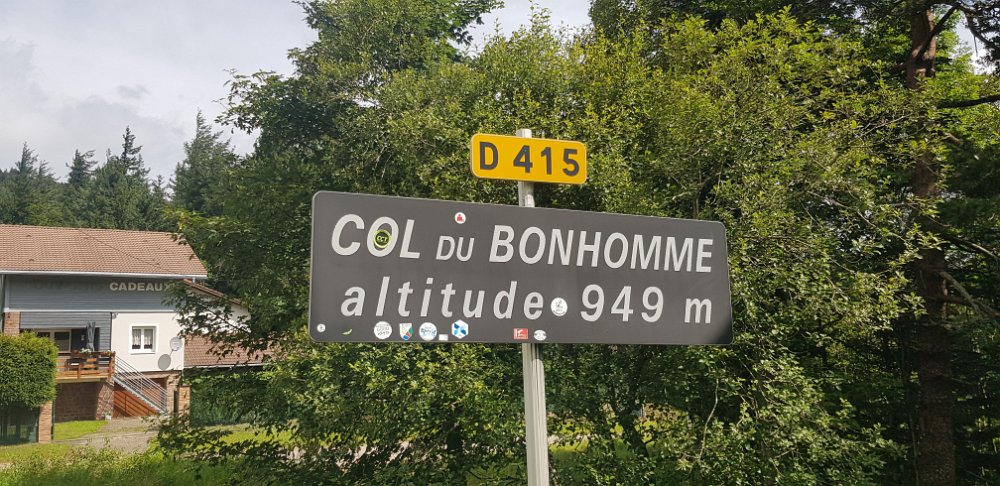 D 415
COL DU BONHOMME
altitude 949 m
CADEAUX